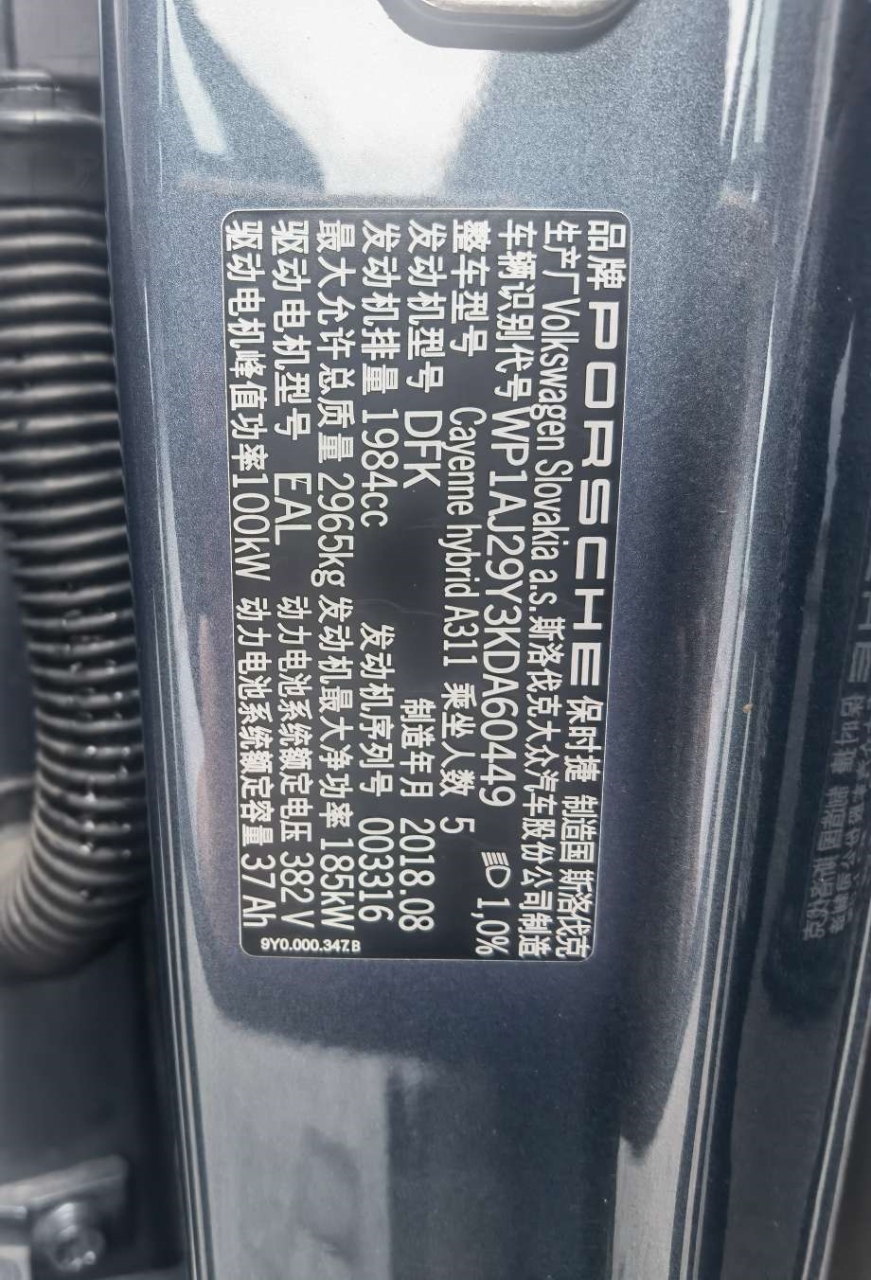 品牌 PORSCHE 保时捷 制造国 斯洛伐克
生产厂 Volkswagen Slovakia a.s. 斯洛伐克大众汽车股份公司制造
车辆识别代号 WP1AJ29Y3KDA60449 1,0%
整车型号 Cayenne hybrid A311 乘坐人数 5
发动机型号 DFK 制造年月 2018.08
发动机排量 1984cc 发动机序列号 003316
最大允许总质量 2965kg 发动机最大净功率 185kW
驱动电机型号 EAL 动力电池系统额定电压 382 V
驱动电机峰值功率 100kW 动力电池系统额定容量 37 Ah
9Y0.000.347.B